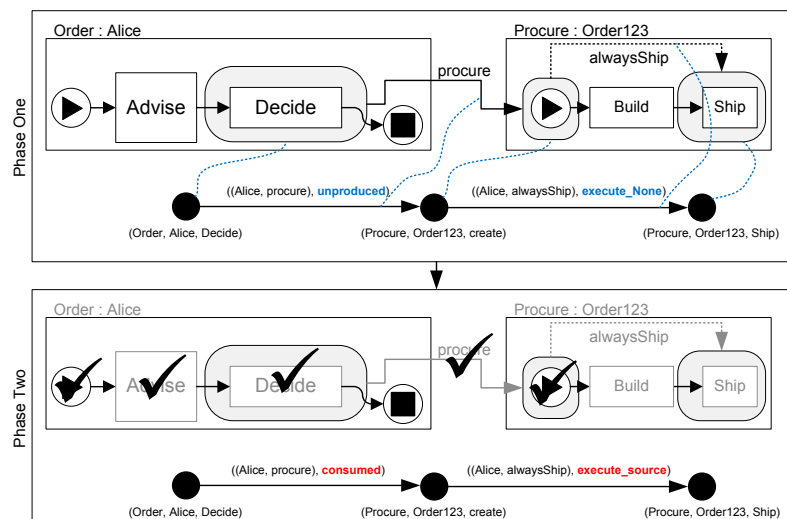 Phase One
Order : Alice
Procure : Order123
procure
alwaysShip
Advise
Decide
Build
Ship
((Alice, procure), unproduced)
((Alice, alwaysShip), execute_None)
(Order, Alice, Decide)
(Procure, Order123, create)
(Procure, Order123, Ship)
Phase Two
Order : Alice
Procure : Order123
procure
alwaysShip
Advise
Decide
Build
Ship
((Alice, procure), consumed)
((Alice, alwaysShip), execute_source)
(Order, Alice, Decide)
(Procure, Order123, create)
(Procure, Order123, Ship)